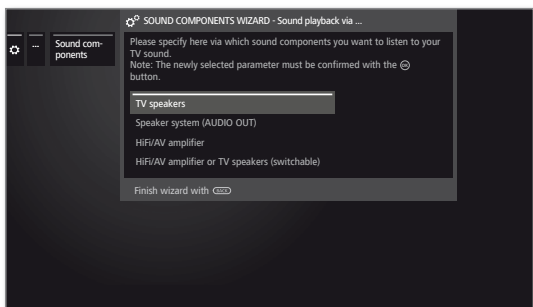 SOUND COMPONENTS WIZARD - Sound playback via ...
... Sound com-
ponents
Please specify here via which sound components you want to listen to your
TV sound.
Note: The newly selected parameter must be confirmed with the OK
button.
TV speakers
Speaker system (AUDIO OUT)
HiFi/AV amplifier
HiFi/AV amplifier or TV speakers (switchable)
Finish wizard with BACK